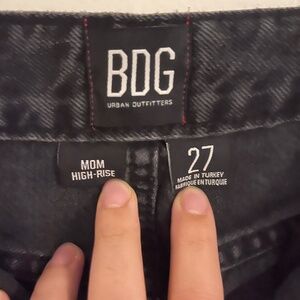 BDG
URBAN OUTFITTERS
MOM
HIGH-RISE
27
MADE IN TURKEY
FABRIQUE EN TURQUIE